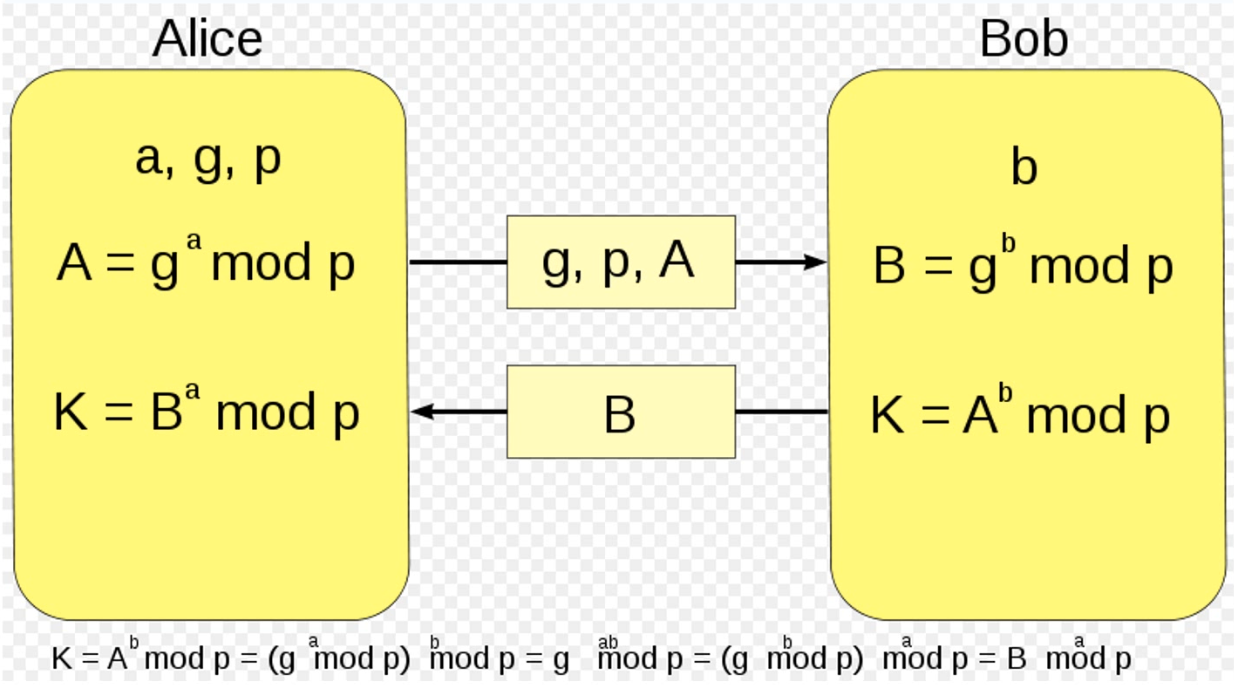 Alice
a, g, p
A = g^a mod p
K = B^a mod p
g, p, A
B
Bob
b
B = g^b mod p
K = A^b mod p
K = A^b mod p = (g^a mod p)^b mod p = g^ab mod p = (g^b mod p)^a mod p = B^a mod p